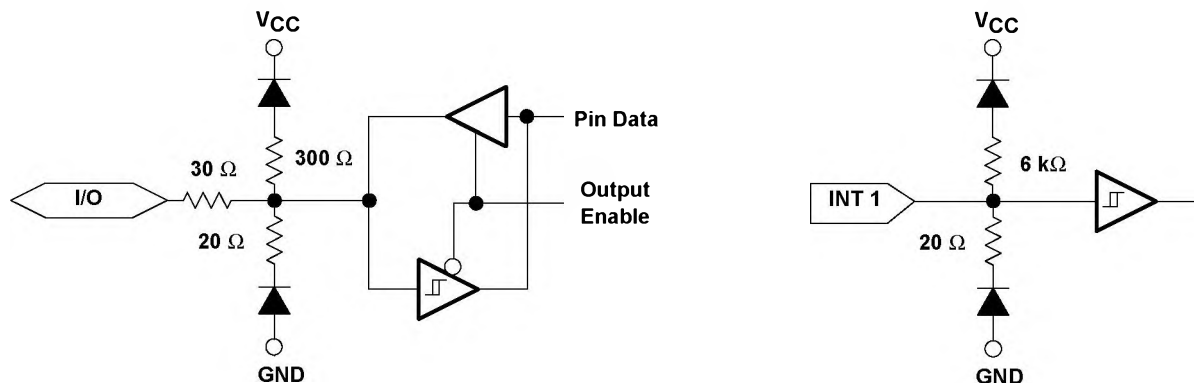 VCC
300 Ω
30 Ω
I/O
20 Ω
GND
Pin Data
Output
Enable
VCC
6 kΩ
INT 1
20 Ω
GND